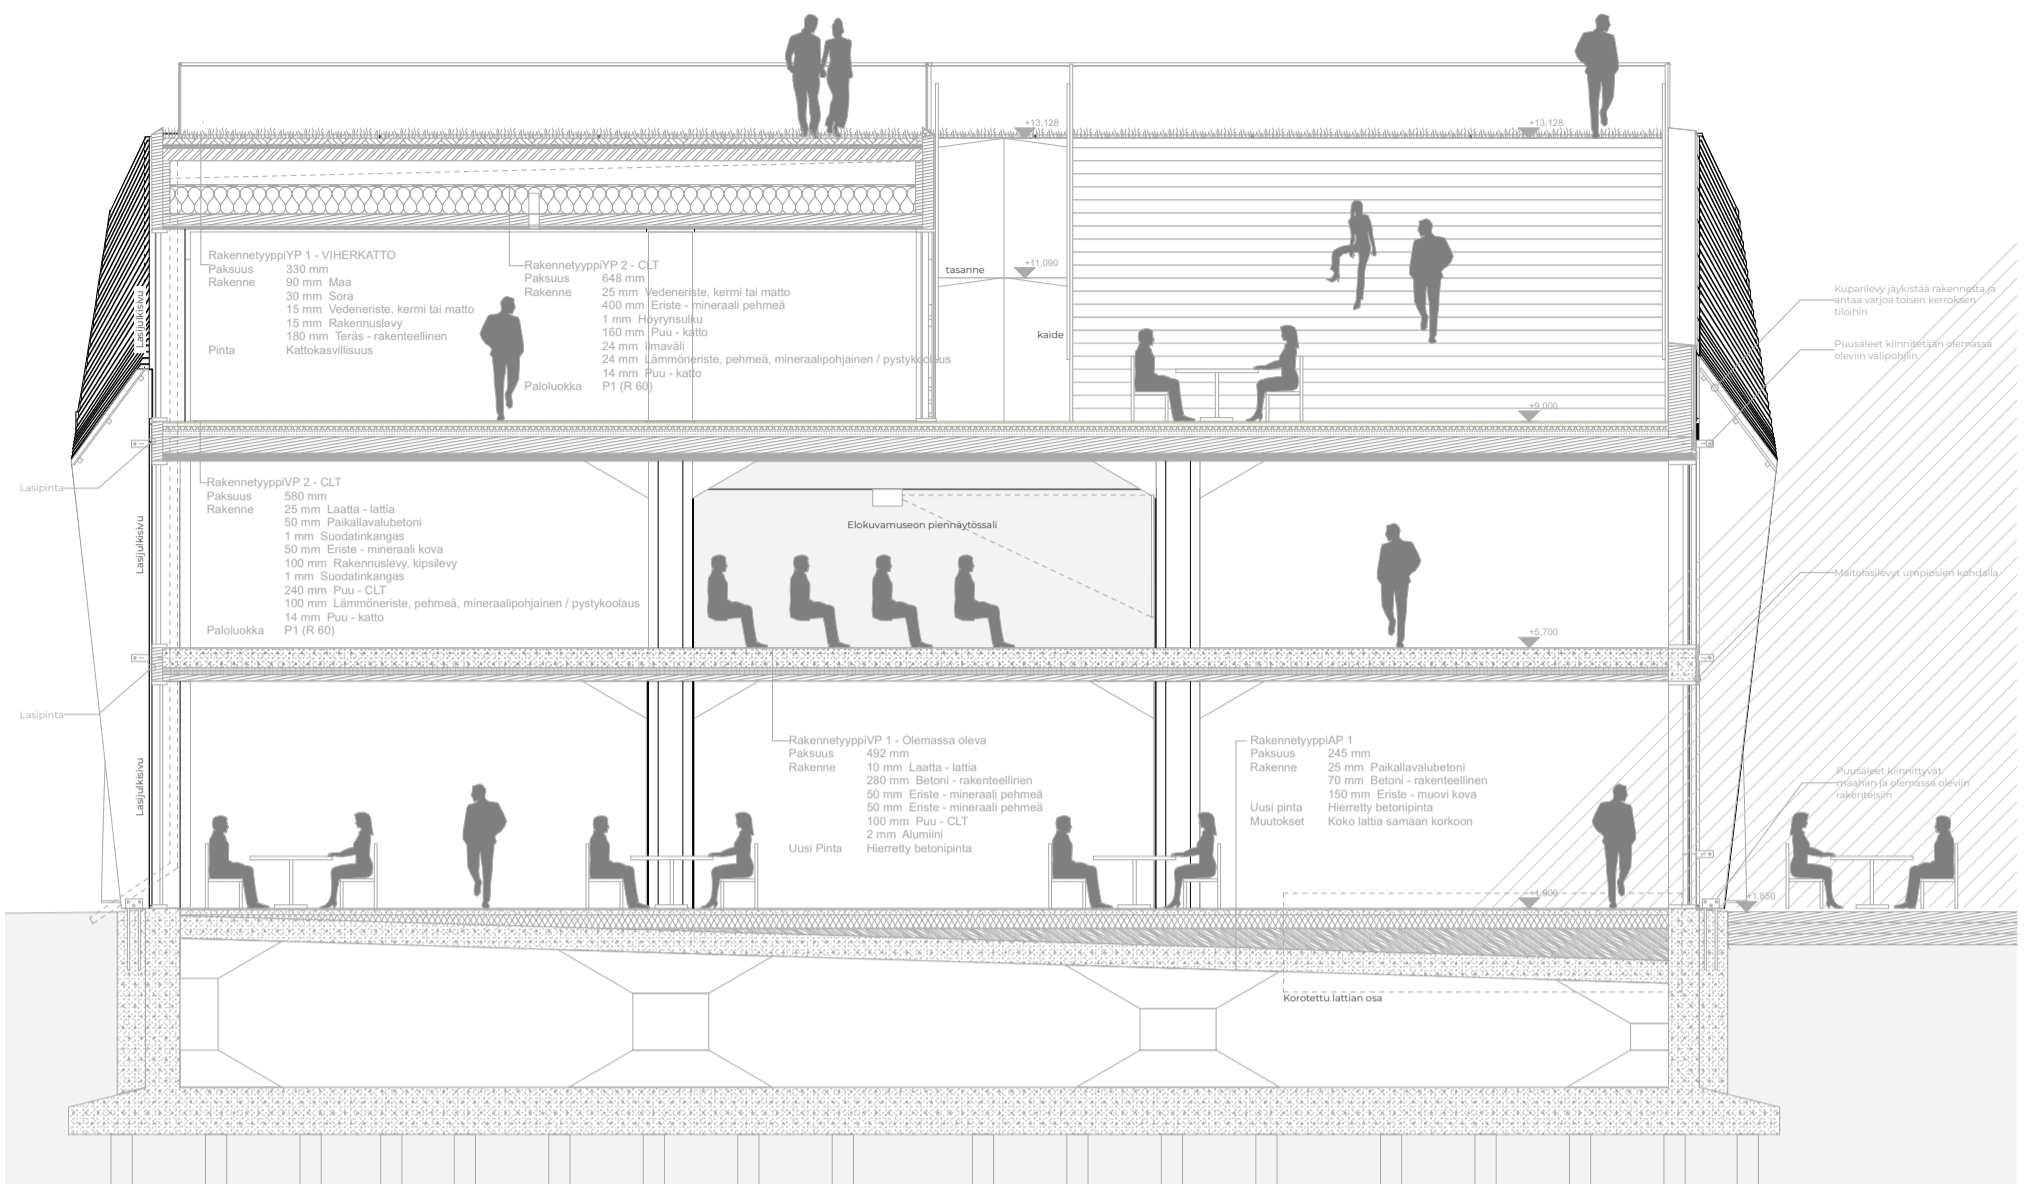 +13,128
+13,128
RakennetyyppiYP 1 - VIHERKATTO
Paksuus 330 mm
Rakenne 90 mm Maa
30 mm Sora
15 mm Vedeneriste, kermi tai matto
15 mm Rakennuslevy
180 mm Teräs - rakenteellinen
Pinta Kattokasvillisuus
RakennetyyppiYP 2 - CLT
Paksuus 648 mm
Rakenne 25 mm Vedeneriste, kermi tai matto
400 mm Eriste - mineraali pehmeä
1 mm Höyrynsulku
160 mm Puu - katto
24 mm Ilmaväli
24 mm Lämmöneriste, pehmeä, mineraalipohjainen / pystykoolaus
14 mm Puu - katto
Paloluokka P1 (R 60)
tasanne
+11,090
kaide
+9,000
Kuparilevy jäykistää rakennetta ja
antaa varjoa toisen kerroksen
tiloihin
Puusäleet kiinnitetään olemassa
oleviin välipohjiin
Lasijulkisivu
Lasipinta
RakennetyyppiVP 2 - CLT
Paksuus 580 mm
Rakenne 25 mm Laatta - lattia
50 mm Paikallavalubetoni
1 mm Suodatinkangas
50 mm Eriste - mineraali kova
100 mm Rakennuslevy, kipsilevy
1 mm Suodatinkangas
240 mm Puu - CLT
100 mm Lämmöneriste, pehmeä, mineraalipohjainen / pystykoolaus
14 mm Puu - katto
Paloluokka P1 (R 60)
Lasijulkisivu
Elokuvamuseon piennäytössali
Maitolasilevyt umpiosien kohdalla
+5,700
Lasipinta
Lasijulkisivu
RakennetyyppiVP 1 - Olemassa oleva
Paksuus 492 mm
Rakenne 10 mm Laatta - lattia
280 mm Betoni - rakenteellinen
50 mm Eriste - mineraali pehmeä
50 mm Eriste - mineraali pehmeä
100 mm Puu - CLT
2 mm Alumiini
Uusi Pinta Hierretty betonipinta
RakennetyyppiAP 1
Paksuus 245 mm
Rakenne 25 mm Paikallavalubetoni
70 mm Betoni - rakenteellinen
150 mm Eriste - muovi kova
Uusi pinta Hierretty betonipinta
Muutokset Koko lattia samaan korkoon
Puusäleet kiinnittyvät
maahan ja olemassa oleviin
rakenteisiin
+1,900
+1,850
Korotettu lattian osa